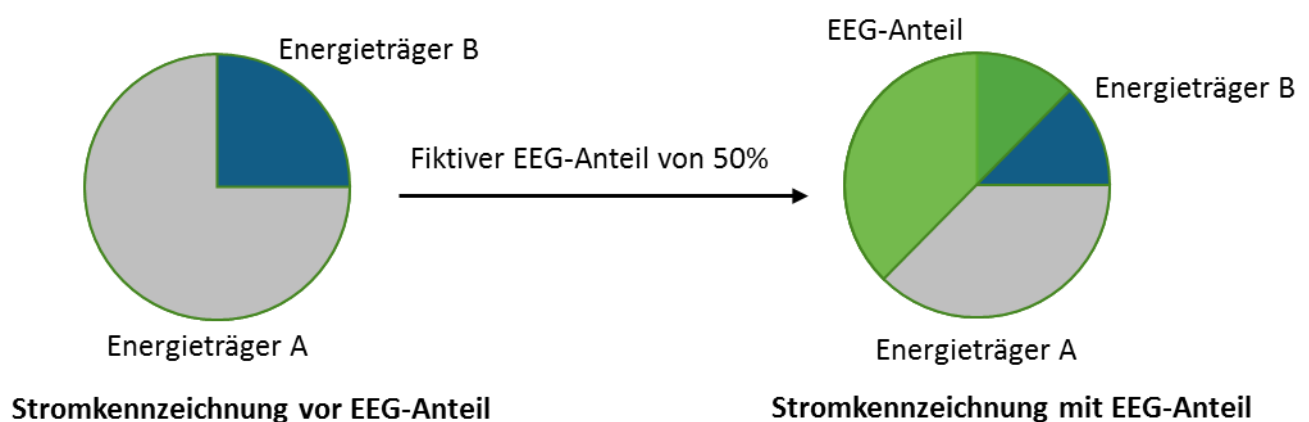 Energieträger B
Energieträger A
Stromkennzeichnung vor EEG-Anteil
Fiktiver EEG-Anteil von 50%
EEG-Anteil
Energieträger B
Energieträger A
Stromkennzeichnung mit EEG-Anteil